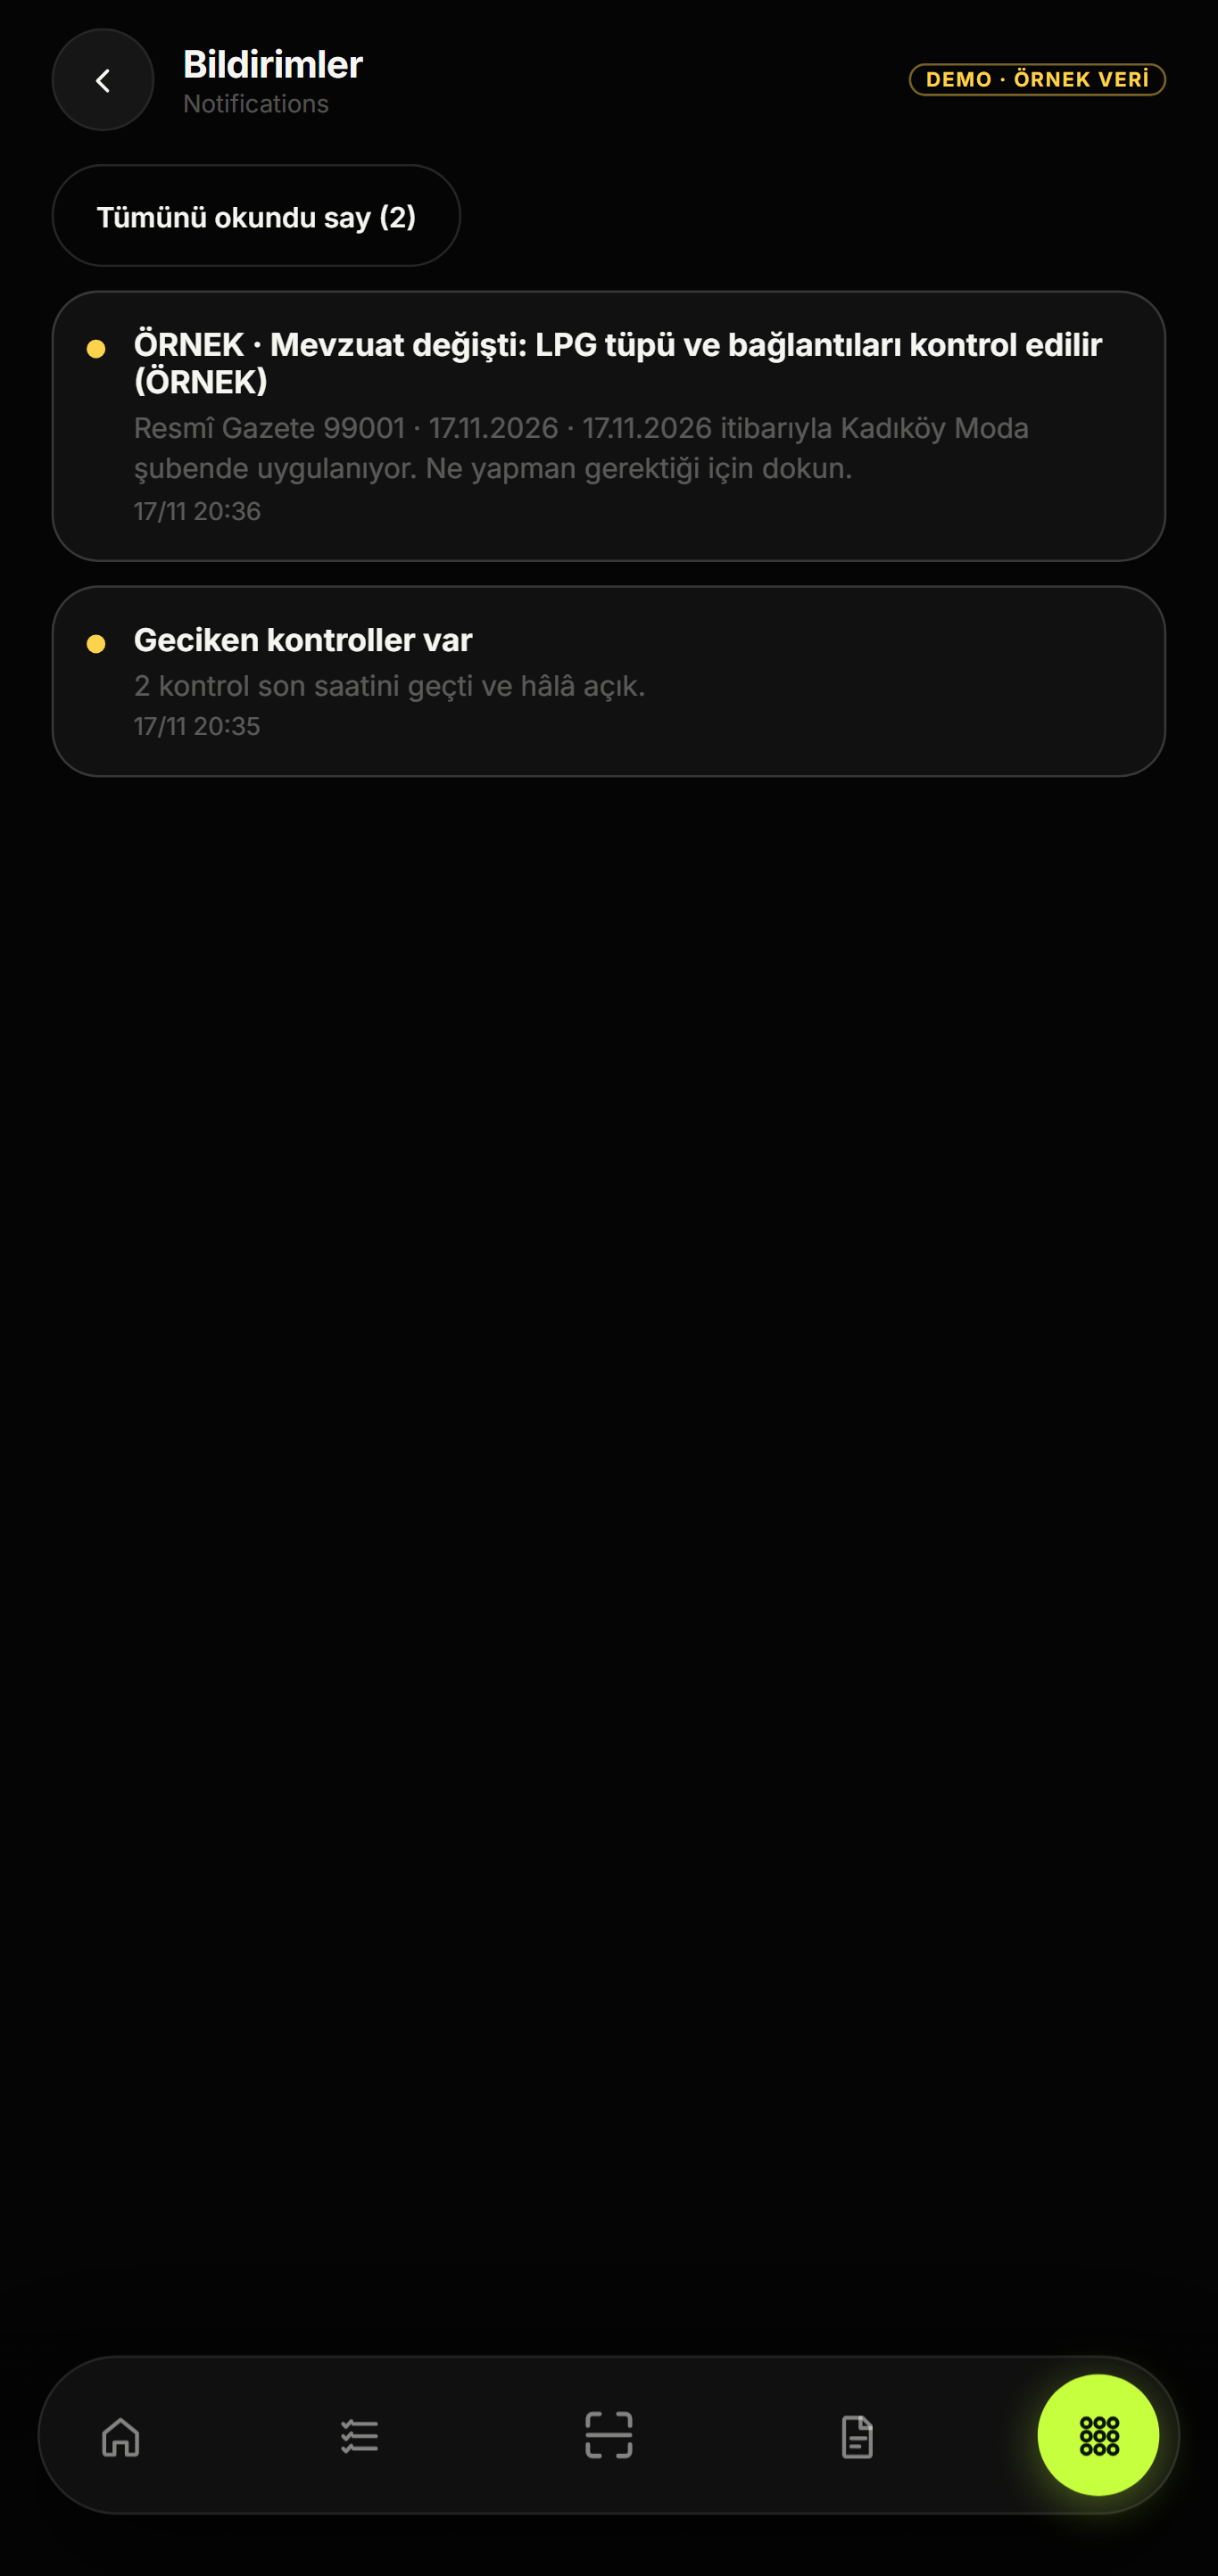 Bildirimler
Notifications
DEMO · ÖRNEK VERİ
Tümünü okundu say (2)
ÖRNEK · Mevzuat değişti: LPG tüpü ve bağlantıları kontrol edilir
(ÖRNEK)
Resmî Gazete 99001 · 17.11.2026 · 17.11.2026 itibarıyla Kadıköy Moda
şubende uygulanıyor. Ne yapman gerektiği için dokun.
17/11 20:36
Geciken kontroller var
2 kontrol son saatini geçti ve hâlâ açık.
17/11 20:35